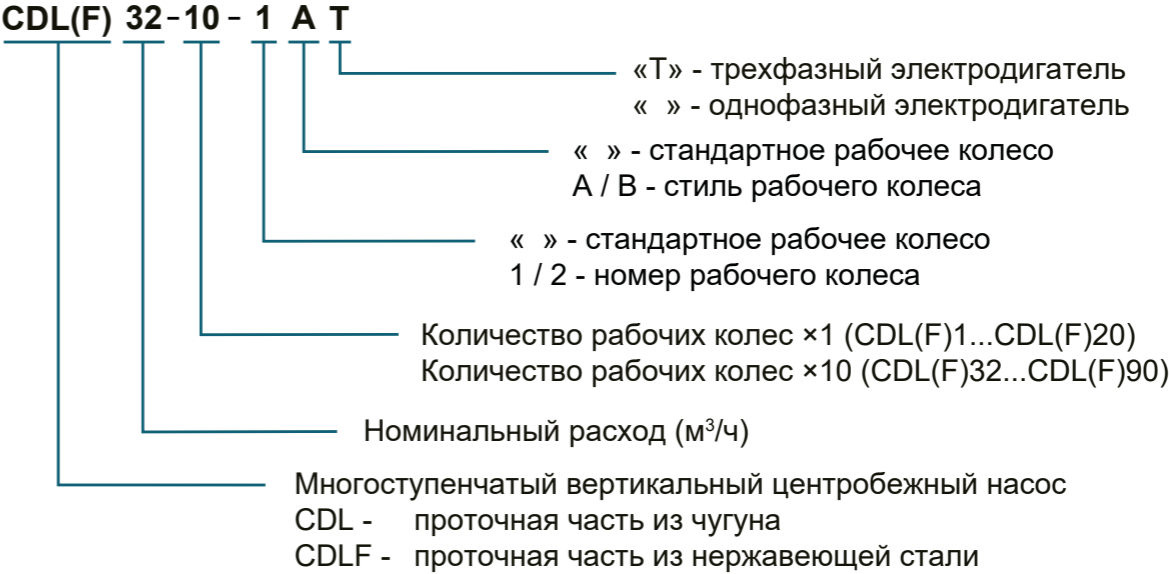 CDL(F) 32-10-1 A T
«Т» - трехфазный электродигатель
« » - однофазный электродигатель
« » - стандартное рабочее колесо
A / B - стиль рабочего колеса
« » - стандартное рабочее колесо
1 / 2 - номер рабочего колеса
Количество рабочих колес ×1 (CDL(F)1...CDL(F)20)
Количество рабочих колес ×10 (CDL(F)32...CDL(F)90)
Номинальный расход (м³/ч)
Многоступенчатый вертикальный центробежный насос
CDL - проточная часть из чугуна
CDLF - проточная часть из нержавеющей стали